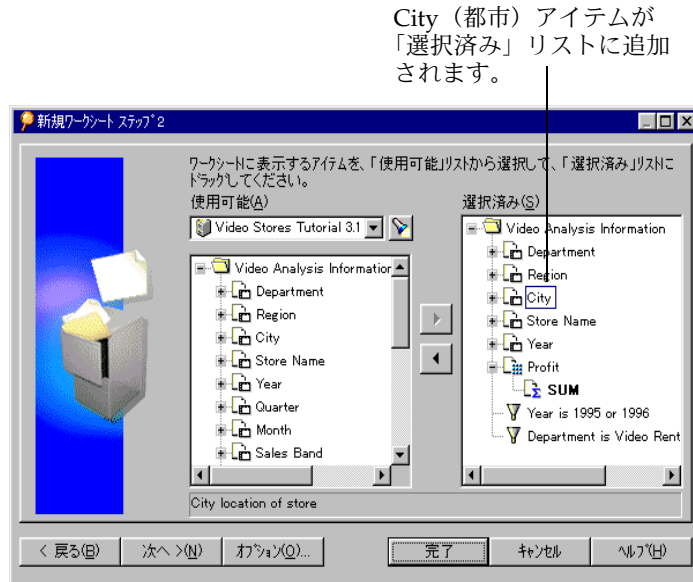 City（都市）アイテムが
「選択済み」リストに追加
されます。
新規ワークシート ステップ2
ワークシートに表示するアイテムを、「使用可能」リストから選択して、「選択済み」リストに
ドラッグしてください。
使用可能(A)
Video Stores Tutorial 3.1
Video Analysis Information
Department
Region
City
Store Name
Year
Quarter
Month
Sales Band
選択済み(S)
Video Analysis Information
Department
Region
City
Store Name
Year
Profit
SUM
Year is 1995 or 1996
Department is Video Rent
City location of store
< 戻る(B)
次へ >(N)
オプション(O)...
完了
キャンセル
ヘルプ(H)